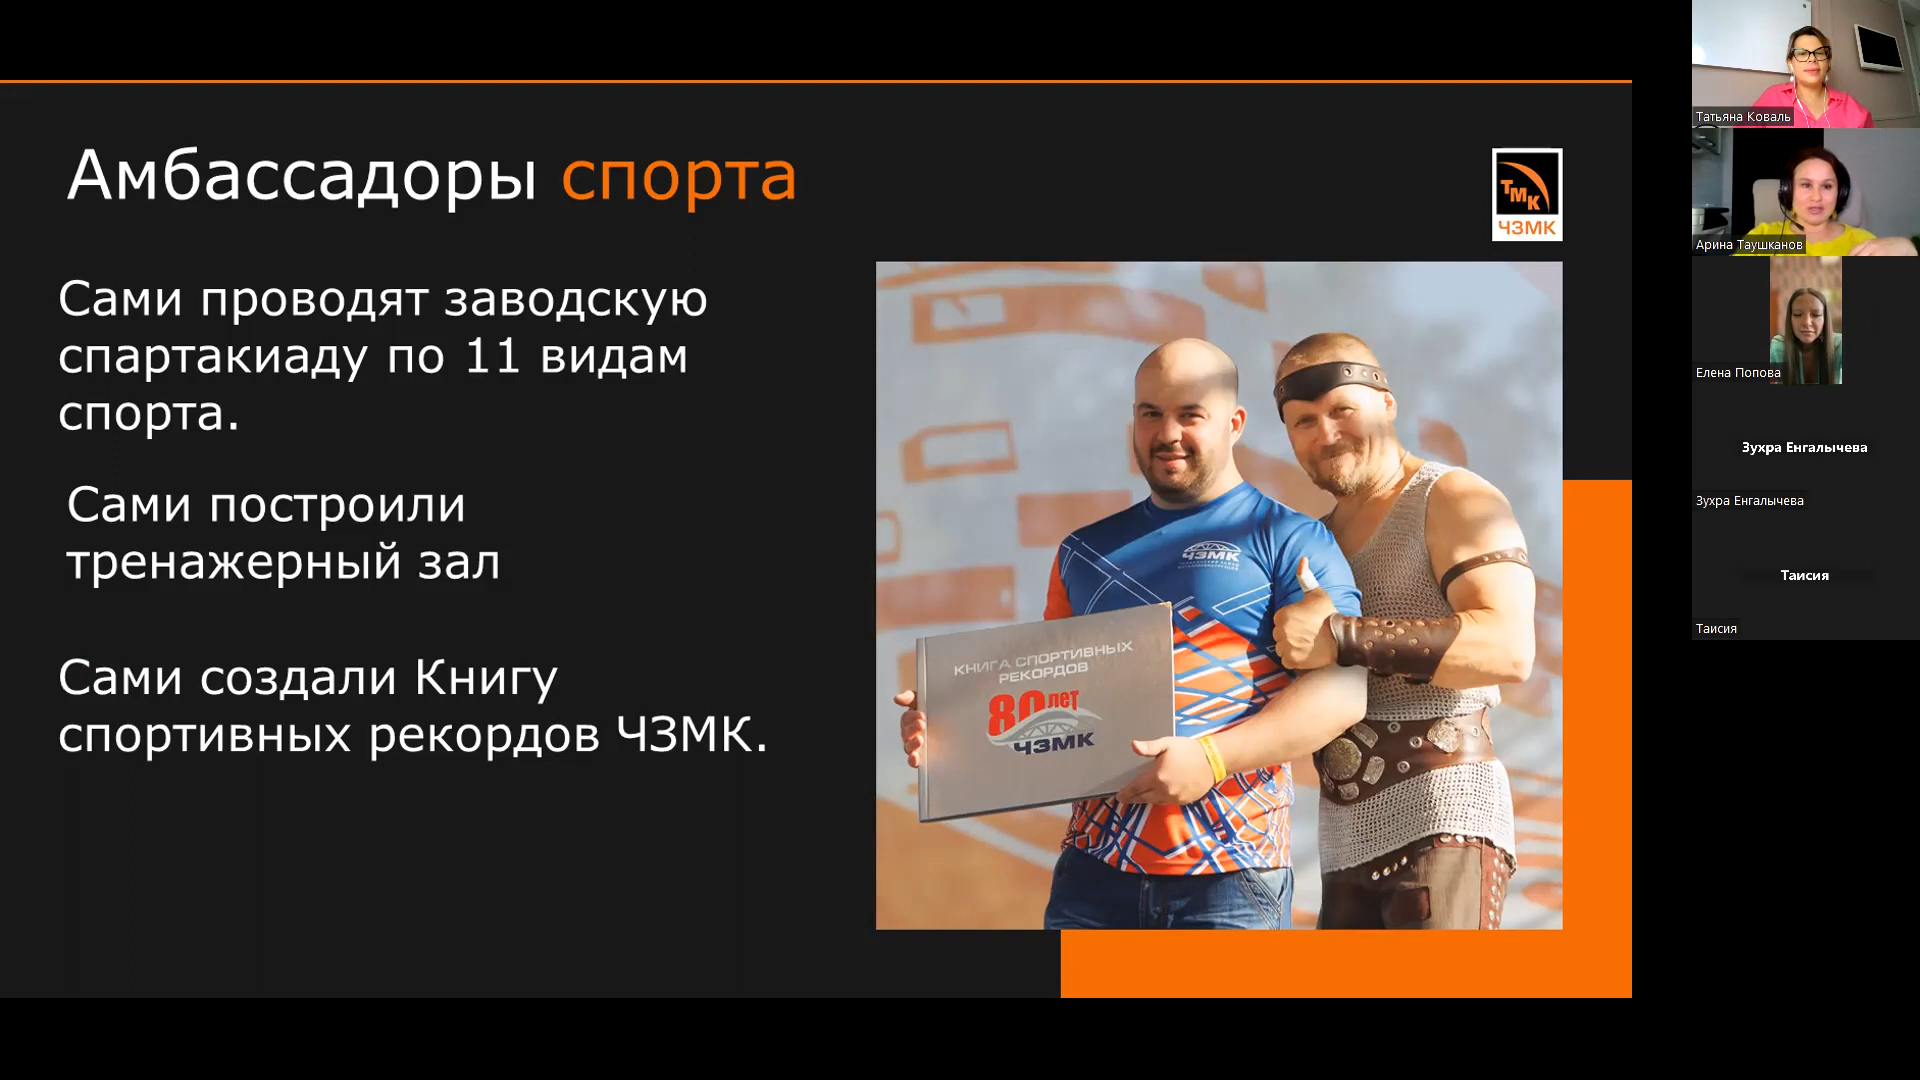 Амбассадоры спорта
ТМК
ЧЗМК
Сами проводят заводскую
спартакиаду по 11 видам
спорта.
Сами построили
тренажерный зал
Сами создали Книгу
спортивных рекордов ЧЗМК.
ЧЗМК
КНИГА СПОРТИВНЫХ
РЕКОРДОВ
80 лет
ЧЗМК
Татьяна Коваль
Арина Таушканов
Елена Попова
Зухра Енгалычева
Зухра Енгалычева
Таисия
Таисия